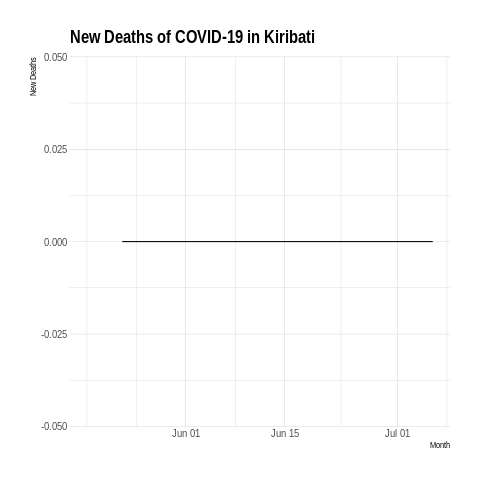 New Deaths of COVID-19 in Kiribati
New Deaths
0.050
0.025
0.000
-0.025
-0.050
Jun 01 Jun 15 Jul 01
Month